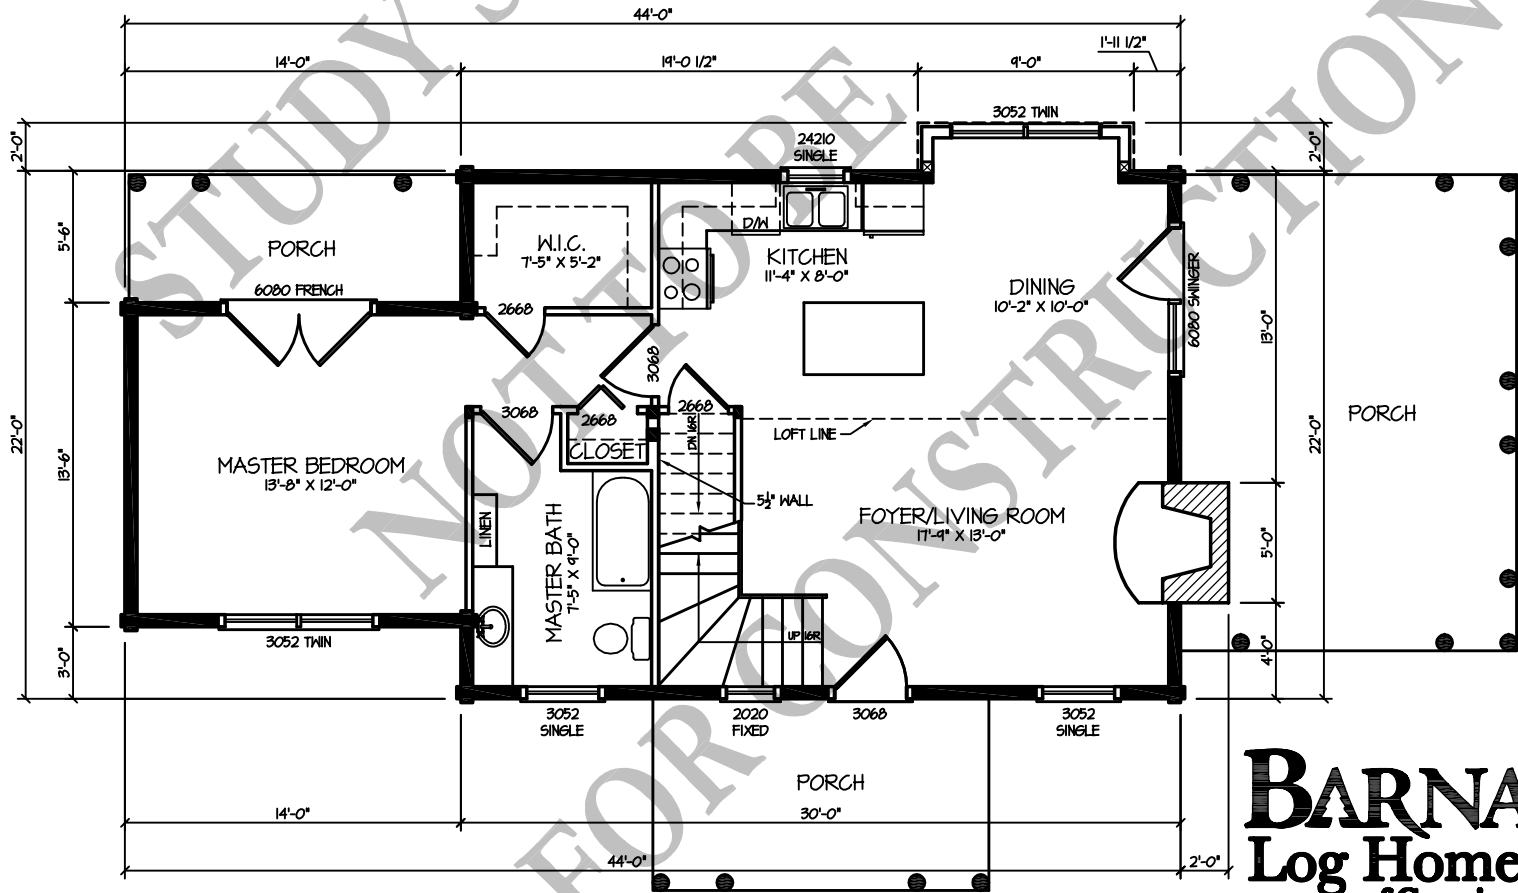 44'-0"
14'-0"
19'-0 1/2"
9'-0"
1'-11 1/2"
2'-0"
5'-6"
13'-6"
3'-0"
22'-0"
STUDY
NOT TO BE
FOR CONSTRUCTION
3052 TWIN
24210
SINGLE
2'-0"
PORCH
6080 FRENCH
W.I.C.
7'-5" X 5'-2"
2668
D/W
KITCHEN
11'-4" X 8'-0"
DINING
10'-2" X 10'-0"
6080 SWINGER
13'-0"
3068
PORCH
22'-0"
3068
2668
CLOSET
2668
DN 16R
LOFT LINE
MASTER BEDROOM
13'-8" X 12'-0"
5½" WALL
LINEN
MASTER BATH
7'-5" X 9'-0"
FOYER/LIVING ROOM
17'-9" X 13'-0"
5'-0"
UP 16R
4'-0"
3052 TWIN
3052
SINGLE
2020
FIXED
3068
3052
SINGLE
PORCH
14'-0"
30'-0"
44'-0"
2'-0"
BARNA
Log Home